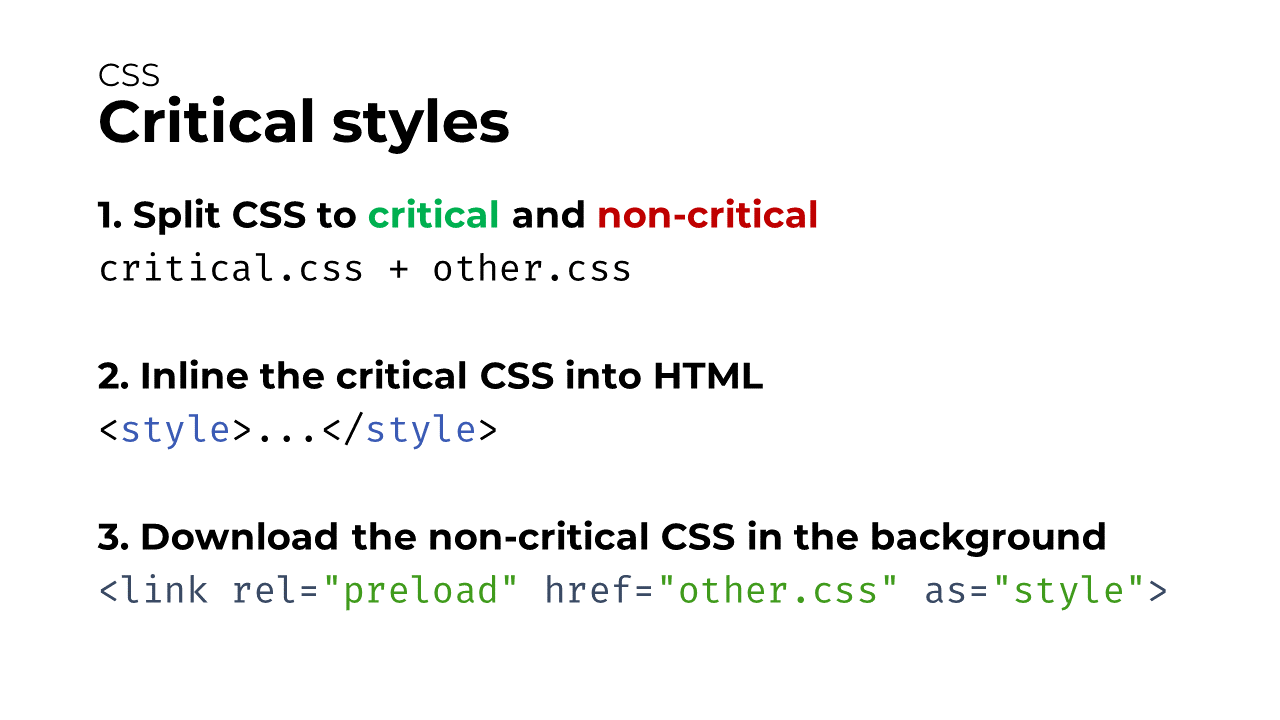 CSS
Critical styles
1. Split CSS to critical and non-critical
critical.css + other.css
2. Inline the critical CSS into HTML
<style>...</style>
3. Download the non-critical CSS in the background
<link rel="preload" href="other.css" as="style">